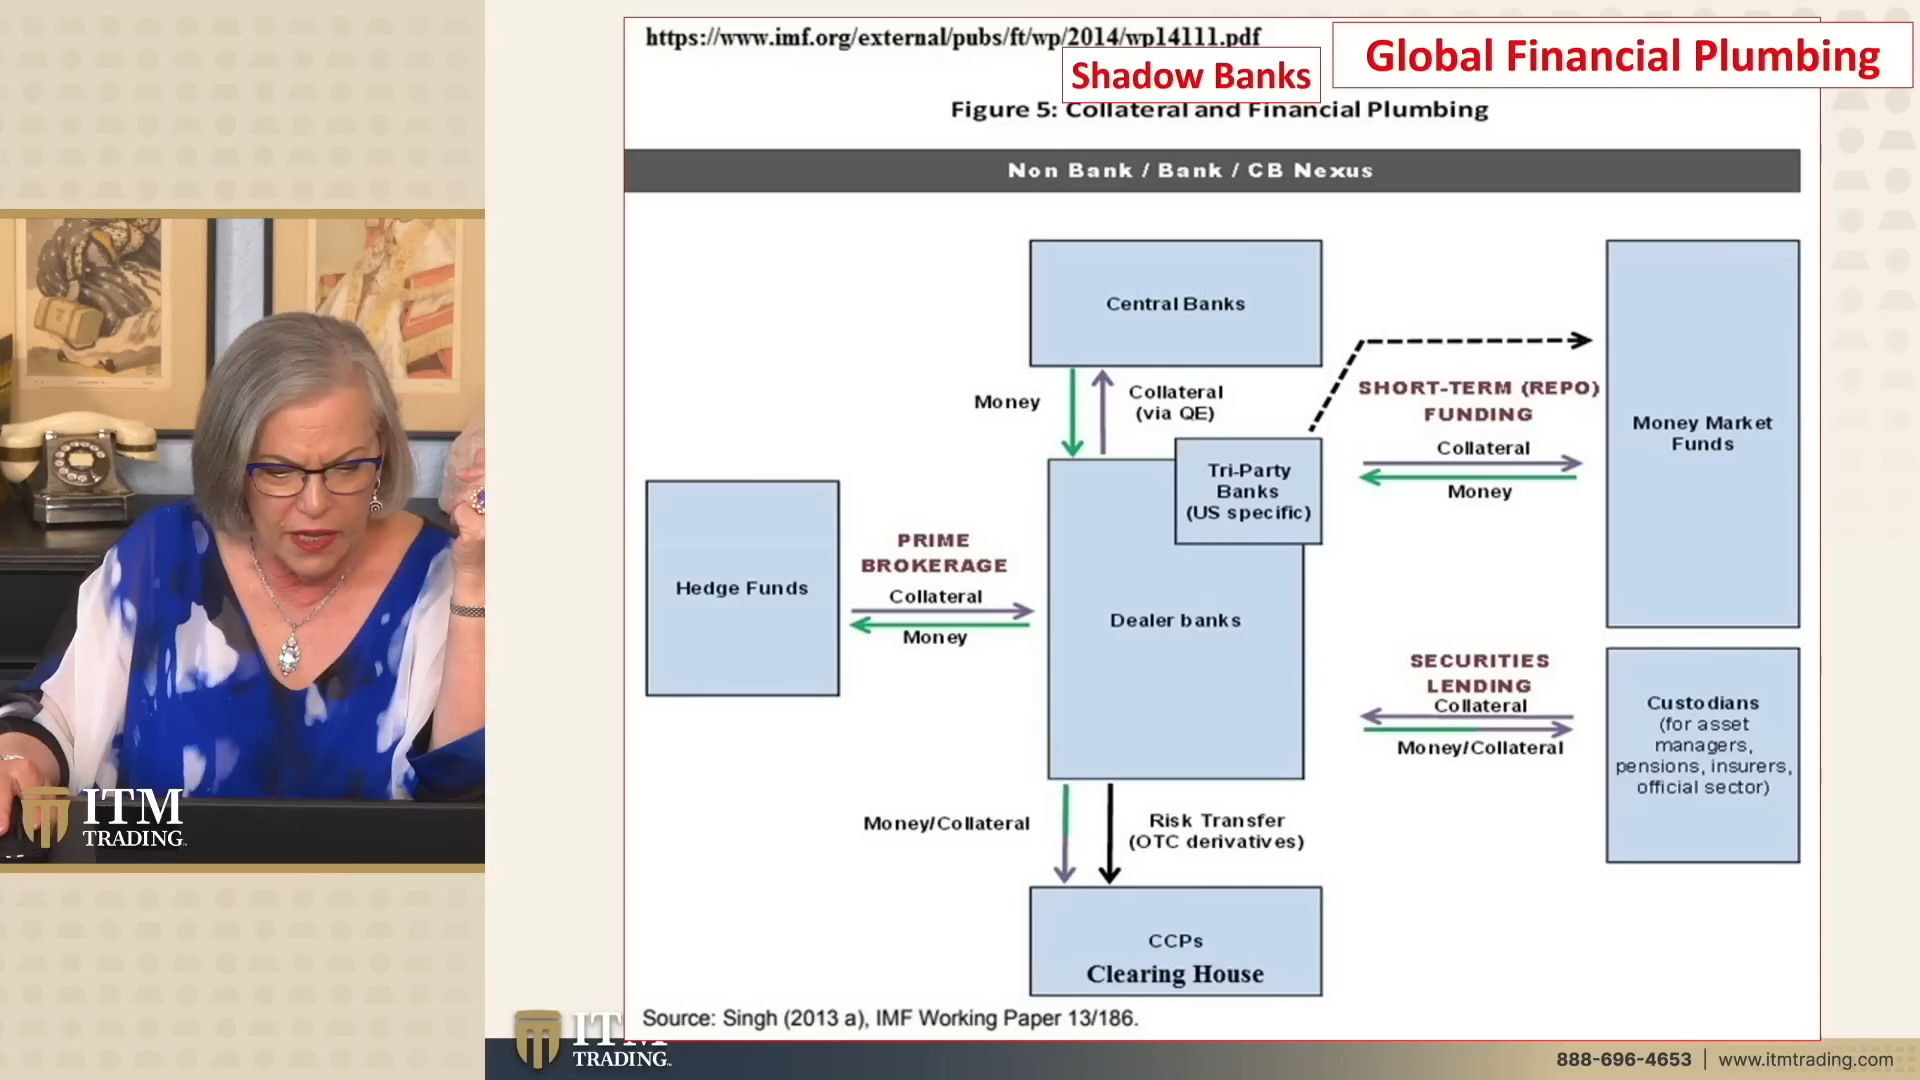 https://www.imf.org/external/pubs/ft/wp/2014/wp14111.pdf
Global Financial Plumbing
Shadow Banks
Figure 5: Collateral and Financial Plumbing
Non Bank / Bank / CB Nexus
Central Banks
Money
Collateral
(via QE)
SHORT-TERM (REPO)
FUNDING
Collateral
Money
Money Market
Funds
Tri-Party
Banks
(US specific)
Hedge Funds
PRIME
BROKERAGE
Collateral
Money
Dealer banks
SECURITIES
LENDING
Collateral
Money/Collateral
Custodians
(for asset
managers,
pensions, insurers,
official sector)
Money/Collateral
Risk Transfer
(OTC derivatives)
CCPs
Clearing House
Source: Singh (2013 a), IMF Working Paper 13/186.
ITM
TRADING
ITM
TRADING
888-696-4653 | www.itmtrading.com